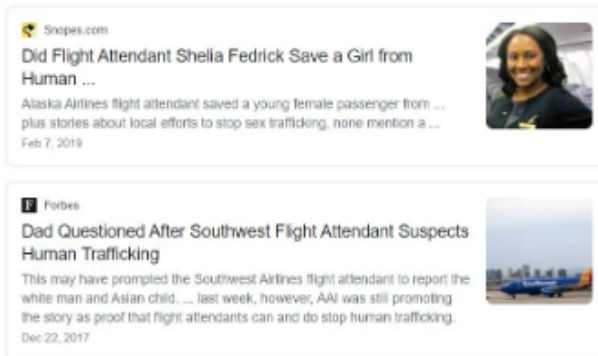 Snopes.com
Did Flight Attendant Shelia Fedrick Save a Girl from
Human ...
Alaska Airlines flight attendant saved a young female passenger from ...
plus stories about local efforts to stop sex trafficking, none mention a ...
Feb 7, 2019
F Forbes
Dad Questioned After Southwest Flight Attendant Suspects
Human Trafficking
This may have prompted the Southwest Airlines flight attendant to report the
white man and Asian child. ... last week, however, AAI was still promoting
the story as proof that flight attendants can and do stop human trafficking.
Dec 22, 2017